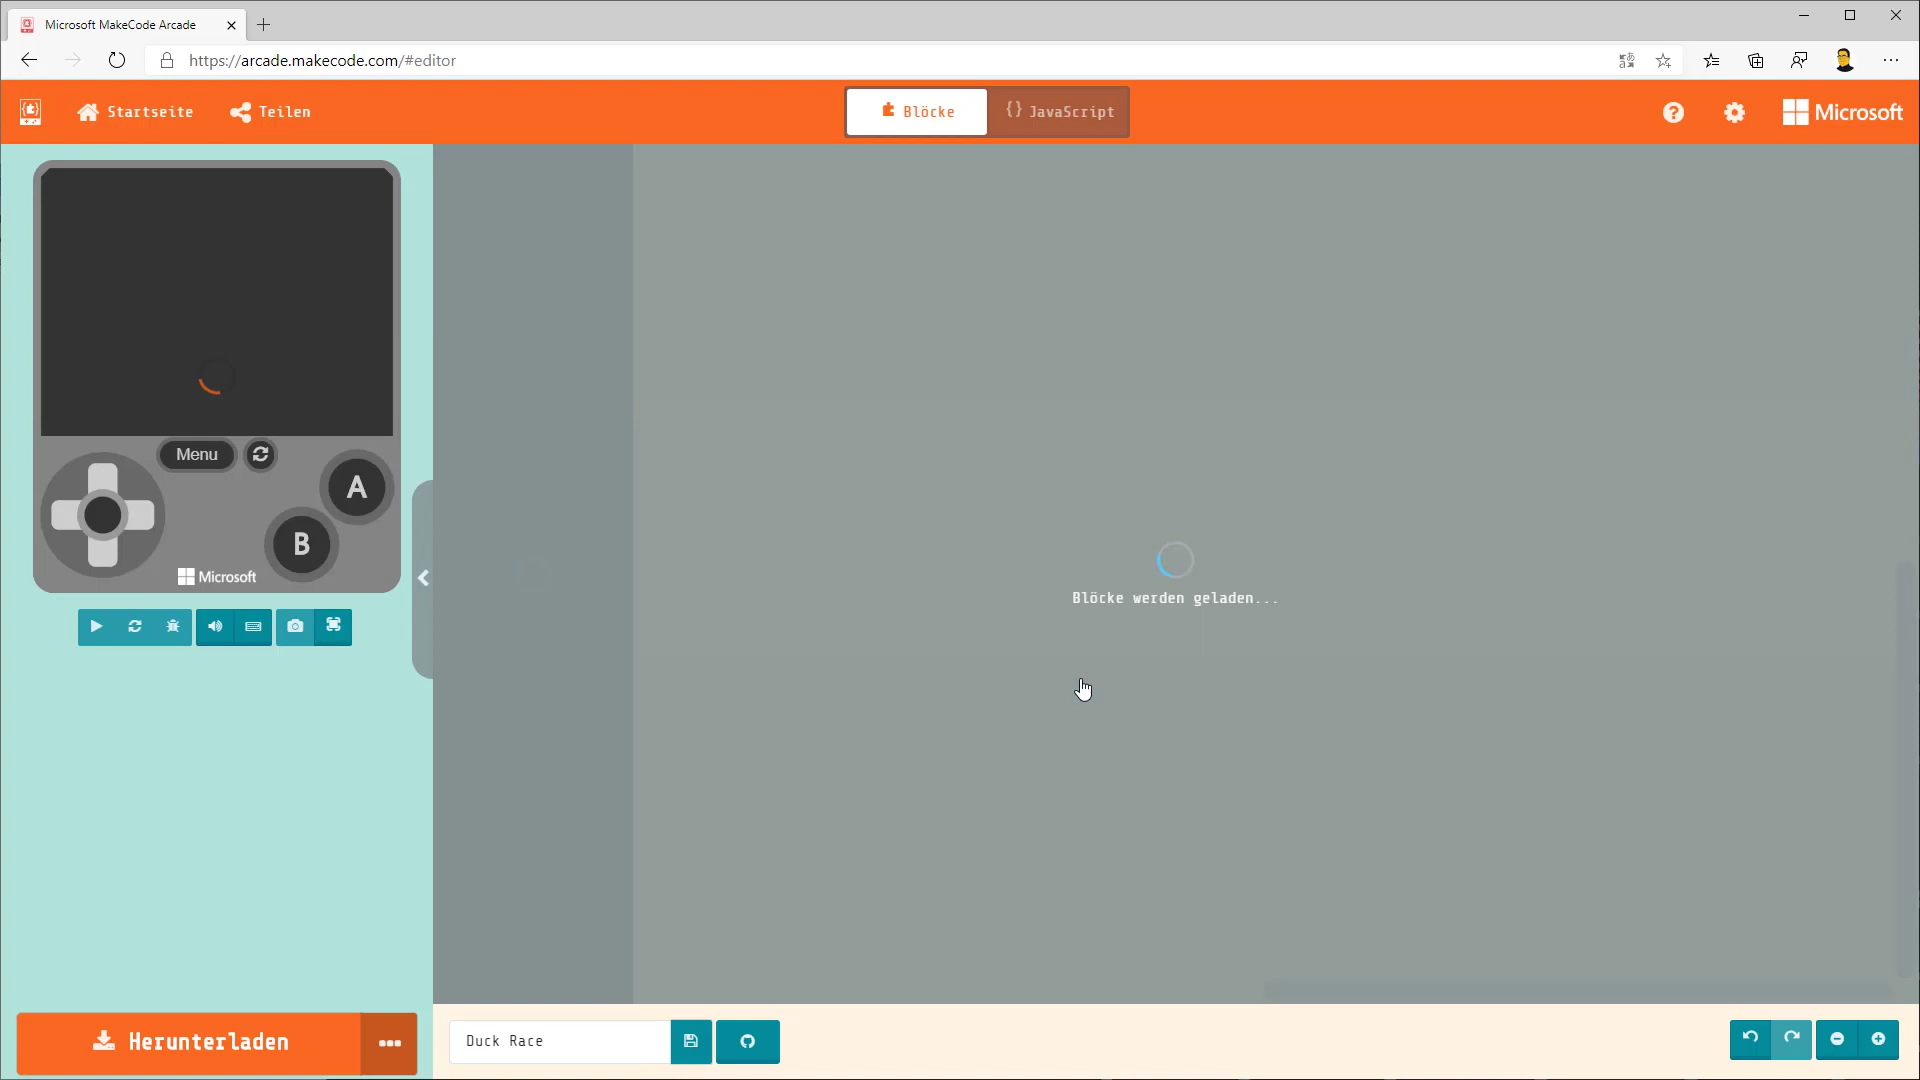 Microsoft MakeCode Arcade
https://arcade.makecode.com/#editor
Startseite
Teilen
Blöcke
{} JavaScript
Microsoft
Menu
A
B
Microsoft
Blöcke werden geladen...
Herunterladen
Duck Race